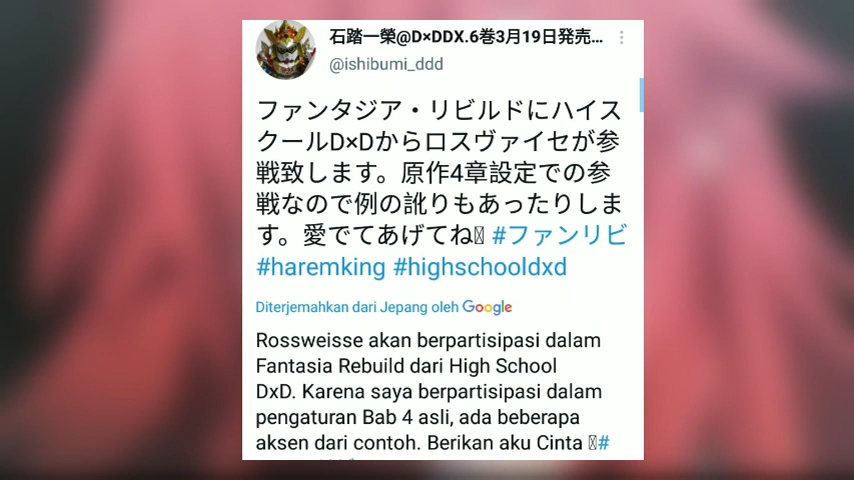 石踏一榮@D×DDX.6巻3月19日発売...
@ishibumi_ddd
ファンタジア・リビルドにハイス
クールD×Dからロスヴァイセが参
戦致します。原作4章設定での参
戦なので例の訛りもあったりしま
す。愛でてあげてね #ファンリビ
#haremking #highschooldxd
Diterjemahkan dari Jepang oleh Google
Rossweisse akan berpartisipasi dalam
Fantasia Rebuild dari High School
DxD. Karena saya berpartisipasi dalam
pengaturan Bab 4 asli, ada beberapa
aksen dari contoh. Berikan aku Cinta #